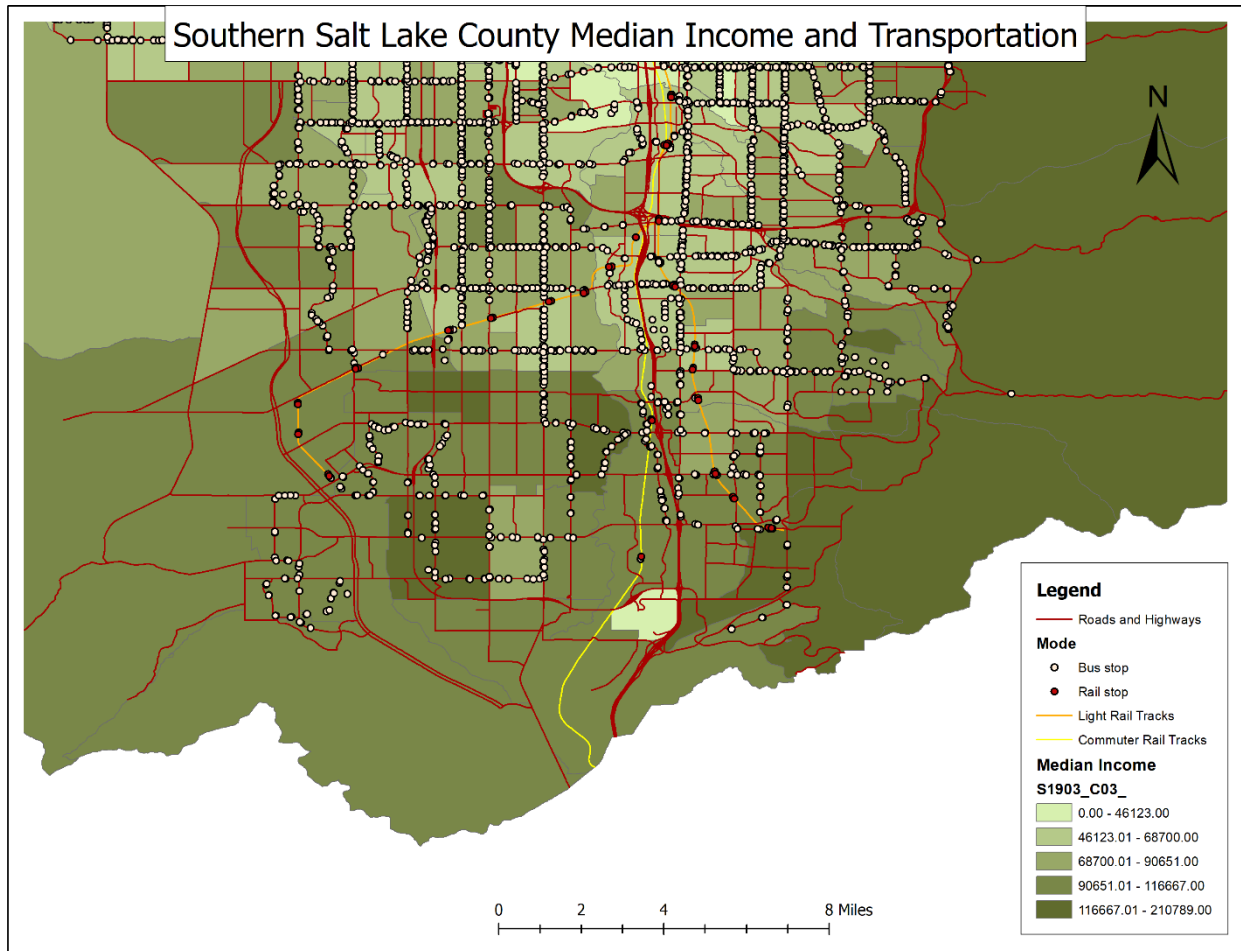 Southern Salt Lake County Median Income and Transportation
N
Legend
Roads and Highways
Mode
Bus stop
Rail stop
Light Rail Tracks
Commuter Rail Tracks
Median Income
S1903_C03_
0.00 - 46123.00
46123.01 - 68700.00
68700.01 - 90651.00
90651.01 - 116667.00
116667.01 - 210789.00
0 2 4 8 Miles